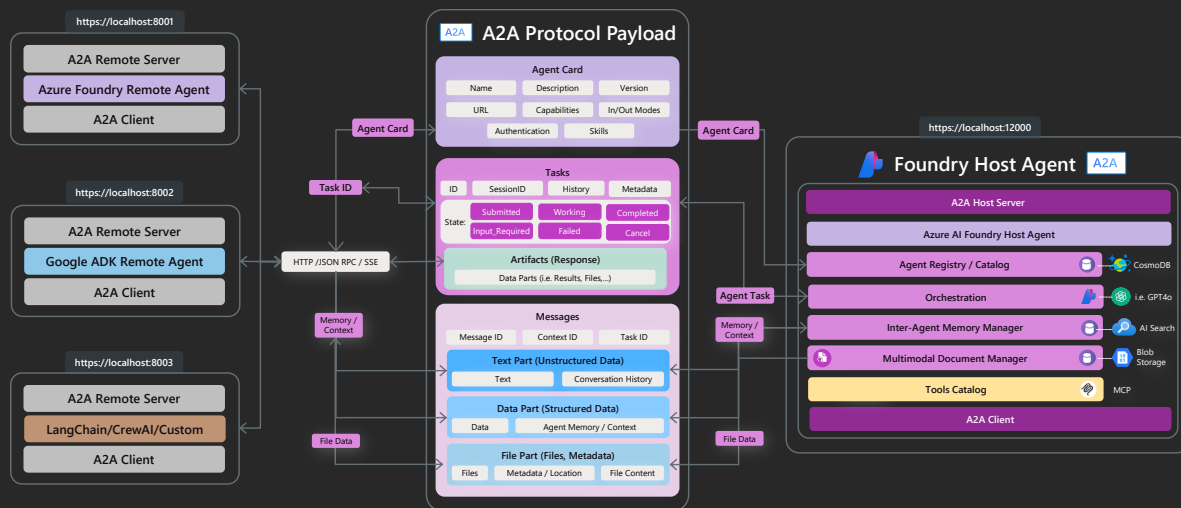 https://localhost:8001
A2A Remote Server
Azure Foundry Remote Agent
A2A Client
https://localhost:8002
A2A Remote Server
Google ADK Remote Agent
A2A Client
https://localhost:8003
A2A Remote Server
LangChain/CrewAI/Custom
A2A Client
HTTP /JSON RPC / SSE
Agent Card
Task ID
Memory /
Context
File Data
A2A
A2A Protocol Payload
Agent Card
Name
Description
Version
URL
Capabilities
In/Out Modes
Authentication
Skills
Tasks
ID
SessionID
History
Metadata
State:
Submitted
Working
Completed
Input_Required
Failed
Cancel
Artifacts (Response)
Data Parts (i.e. Results, Files,...)
Messages
Message ID
Context ID
Task ID
Text Part (Unstructured Data)
Text
Conversation History
Data Part (Structured Data)
Data
Agent Memory / Context
File Part (Files, Metadata)
Files
Metadata / Location
File Content
Agent Card
Agent Task
Memory /
Context
File Data
https://localhost:12000
Foundry Host Agent
A2A
A2A Host Server
Azure AI Foundry Host Agent
Agent Registry / Catalog
CosmoDB
Orchestration
i.e. GPT4o
Inter-Agent Memory Manager
AI Search
Multimodal Document Manager
Blob
Storage
Tools Catalog
MCP
A2A Client